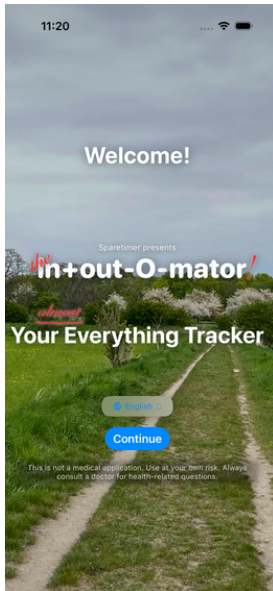 11:20
Welcome!
Sparetimer presents
the in+out-O-mator!
almost
Your Everything Tracker
English
Continue
This is not a medical application. Use at your own risk. Always
consult a doctor for health-related questions.